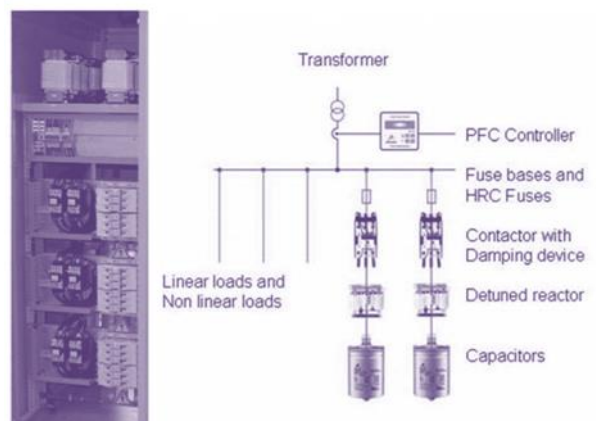 Transformer
PFC Controller
Fuse bases and
HRC Fuses
Contactor with
Damping device
Linear loads and
Non linear loads
Detuned reactor
Capacitors